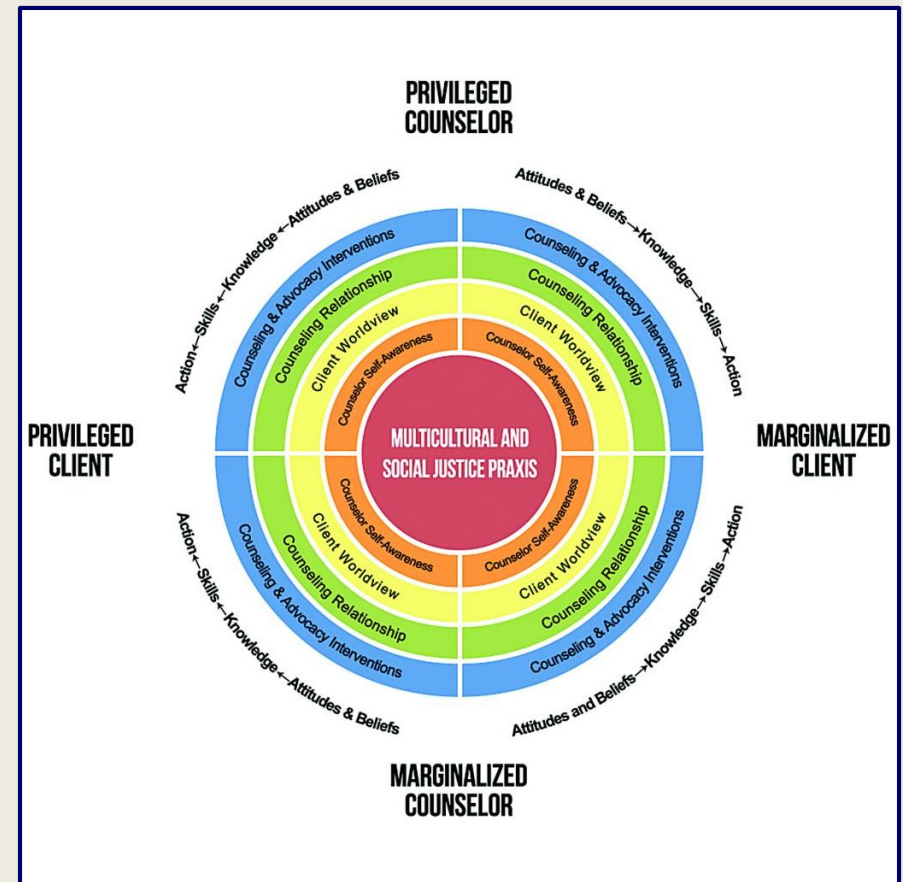 PRIVILEGED
COUNSELOR
Attitudes & Beliefs
Action←Skills←Knowledge←Attitudes & Beliefs
Attitudes & Beliefs→Knowledge→Skills→Action
Counseling & Advocacy Interventions
Counseling & Advocacy Interventions
Counseling Relationship
Counseling Relationship
Client Worldview
Client Worldview
Counselor Self-Awareness
Counselor Self-Awareness
PRIVILEGED
CLIENT
MULTICULTURAL AND
SOCIAL JUSTICE PRAXIS
MARGINALIZED
CLIENT
Counselor Self-Awareness
Counselor Self-Awareness
Client Worldview
Client Worldview
Counseling Relationship
Counseling Relationship
Counseling & Advocacy Interventions
Counseling & Advocacy Interventions
Action←Skills←Knowledge←Attitudes & Beliefs
Attitudes and Beliefs→Knowledge→Skills→Action
MARGINALIZED
COUNSELOR